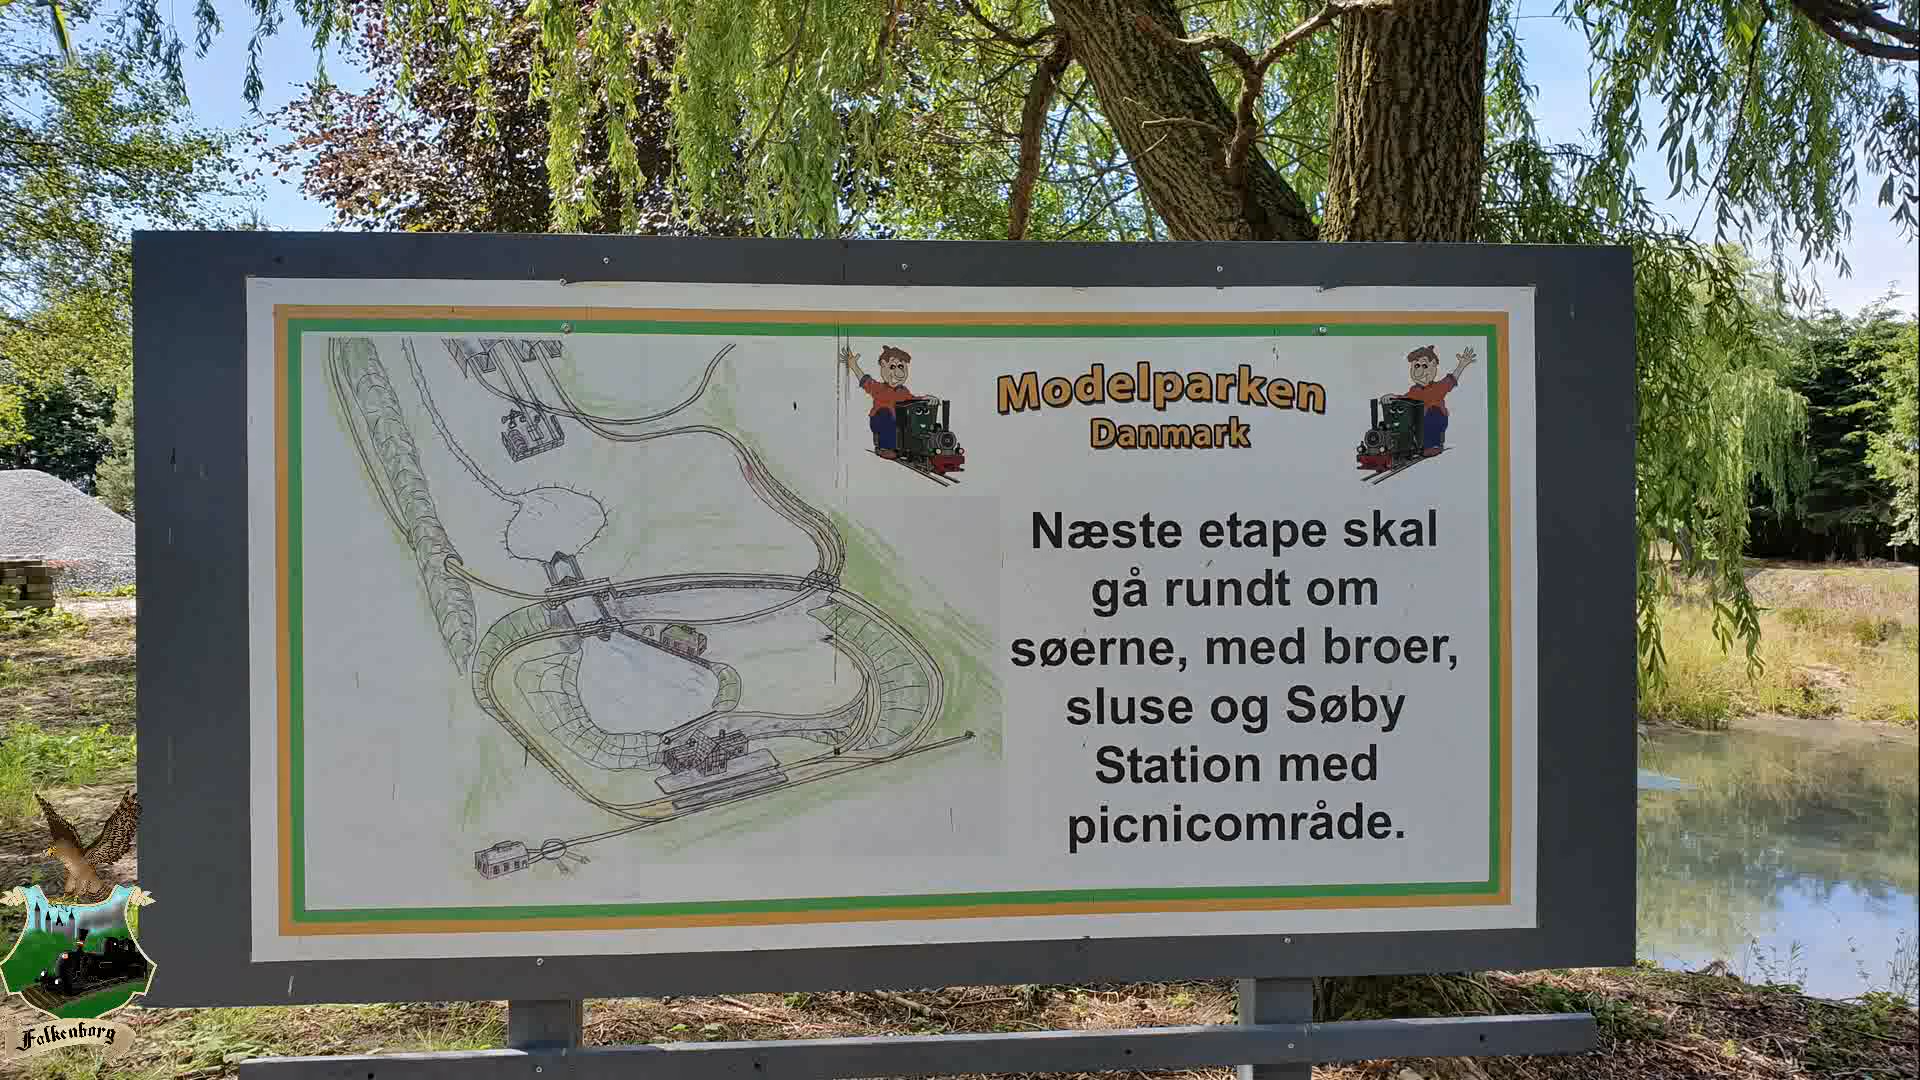 Modelparken
Danmark
Næste etape skal
gå rundt om
søerne, med broer,
sluse og Søby
Station med
picnicområde.
Falkenborg